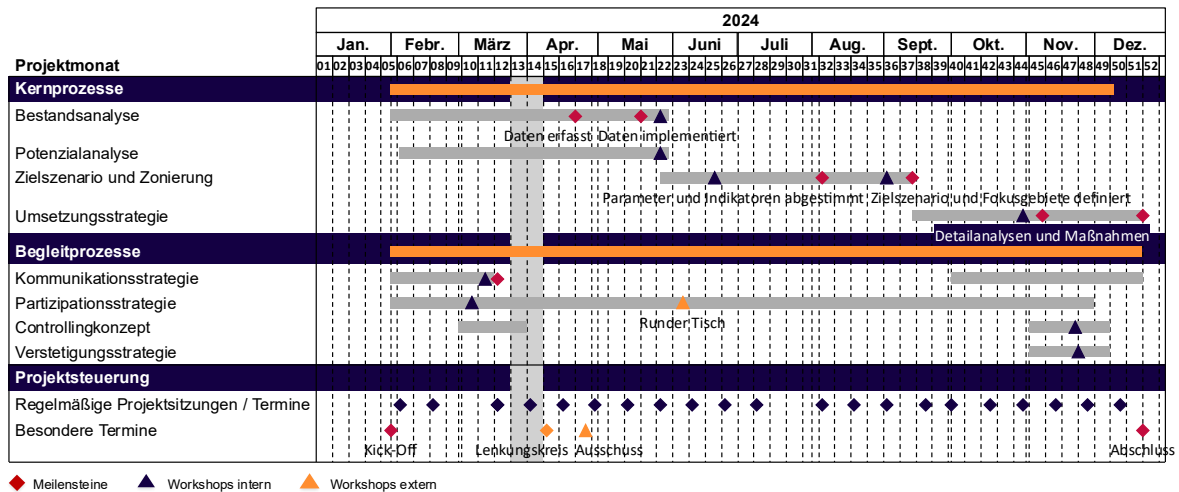 2024
Jan. Febr. März Apr. Mai Juni Juli Aug. Sept. Okt. Nov. Dez.
Projektmonat 01 02 03 04 05 06 07 08 09 10 11 12 13 14 15 16 17 18 19 20 21 22 23 24 25 26 27 28 29 30 31 32 33 34 35 36 37 38 39 40 41 42 43 44 45 46 47 48 49 50 51 52
Kernprozesse
Bestandsanalyse
Daten erfasst Daten implementiert
Potenzialanalyse
Zielszenario und Zonierung
Parameter und Indikatoren abgestimmt Zielszenario und Fokusgebiete definiert
Umsetzungsstrategie
Detailanalysen und Maßnahmen
Begleitprozesse
Kommunikationsstrategie
Partizipationsstrategie
Runder Tisch
Controllingkonzept
Verstetigungsstrategie
Projektsteuerung
Regelmäßige Projektsitzungen / Termine
Besondere Termine
Kick-Off Lenkungskreis Ausschuss Abschluss
Meilensteine Workshops intern Workshops extern